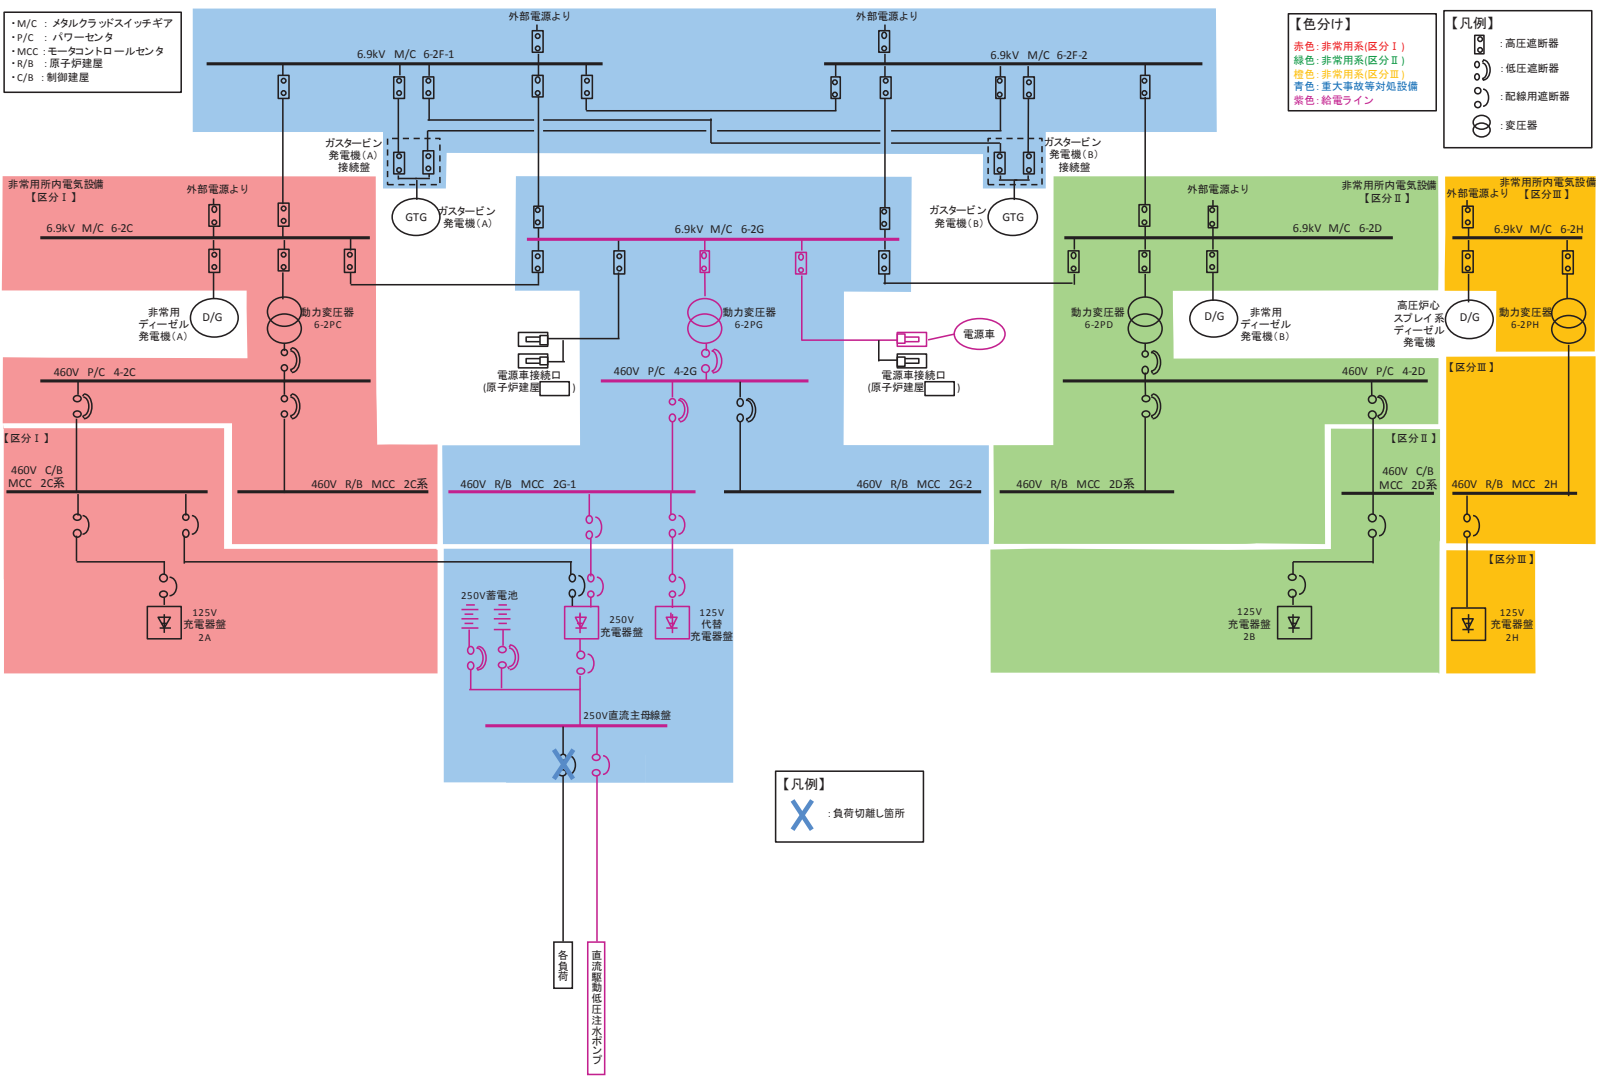 ・M/C ： メタルクラッドスイッチギア
・P/C ： パワーセンタ
・MCC ：モータコントロールセンタ
・R/B ：原子炉建屋
・C/B ：制御建屋
外部電源より
外部電源より
6.9kV M/C 6-2F-1
6.9kV M/C 6-2F-2
【色分け】
赤色：非常用系(区分Ⅰ)
緑色：非常用系(区分Ⅱ)
橙色：非常用系(区分Ⅲ)
青色：重大事故等対処設備
紫色：給電ライン
【凡例】
：高圧遮断器
：低圧遮断器
：配線用遮断器
：変圧器
ガスタービン
発電機(A)
接続盤
ガスタービン
発電機(B)
接続盤
非常用所内電気設備
【区分Ⅰ】
外部電源より
6.9kV M/C 6-2C
GTG
ガスタービン
発電機(A)
6.9kV M/C 6-2G
ガスタービン
発電機(B)
GTG
外部電源より
非常用所内電気設備
【区分Ⅱ】
6.9kV M/C 6-2D
非常用所内電気設備
外部電源より
【区分Ⅲ】
6.9kV M/C 6-2H
非常用
ディーゼル
発電機(A)
D/G
動力変圧器
6-2PC
動力変圧器
6-2PG
電源車
動力変圧器
6-2PD
D/G
非常用
ディーゼル
発電機(B)
高圧炉心
スプレイ系
ディーゼル
発電機
D/G
動力変圧器
6-2PH
460V P/C 4-2C
電源車接続口
(原子炉建屋 )
460V P/C 4-2G
電源車接続口
(原子炉建屋 )
460V P/C 4-2D
【区分Ⅲ】
【区分Ⅰ】
460V C/B
MCC 2C系
460V R/B MCC 2C系
460V R/B MCC 2G-1
460V R/B MCC 2G-2
460V R/B MCC 2D系
【区分Ⅱ】
460V C/B
MCC 2D系
460V R/B MCC 2H
【区分Ⅲ】
125V
充電器盤
2A
250V蓄電池
250V
充電器盤
125V
代替
充電器盤
125V
充電器盤
2B
125V
充電器盤
2H
250V直流主母線盤
【凡例】
：負荷切離し箇所
各負荷
直流駆動低圧注水ポンプ